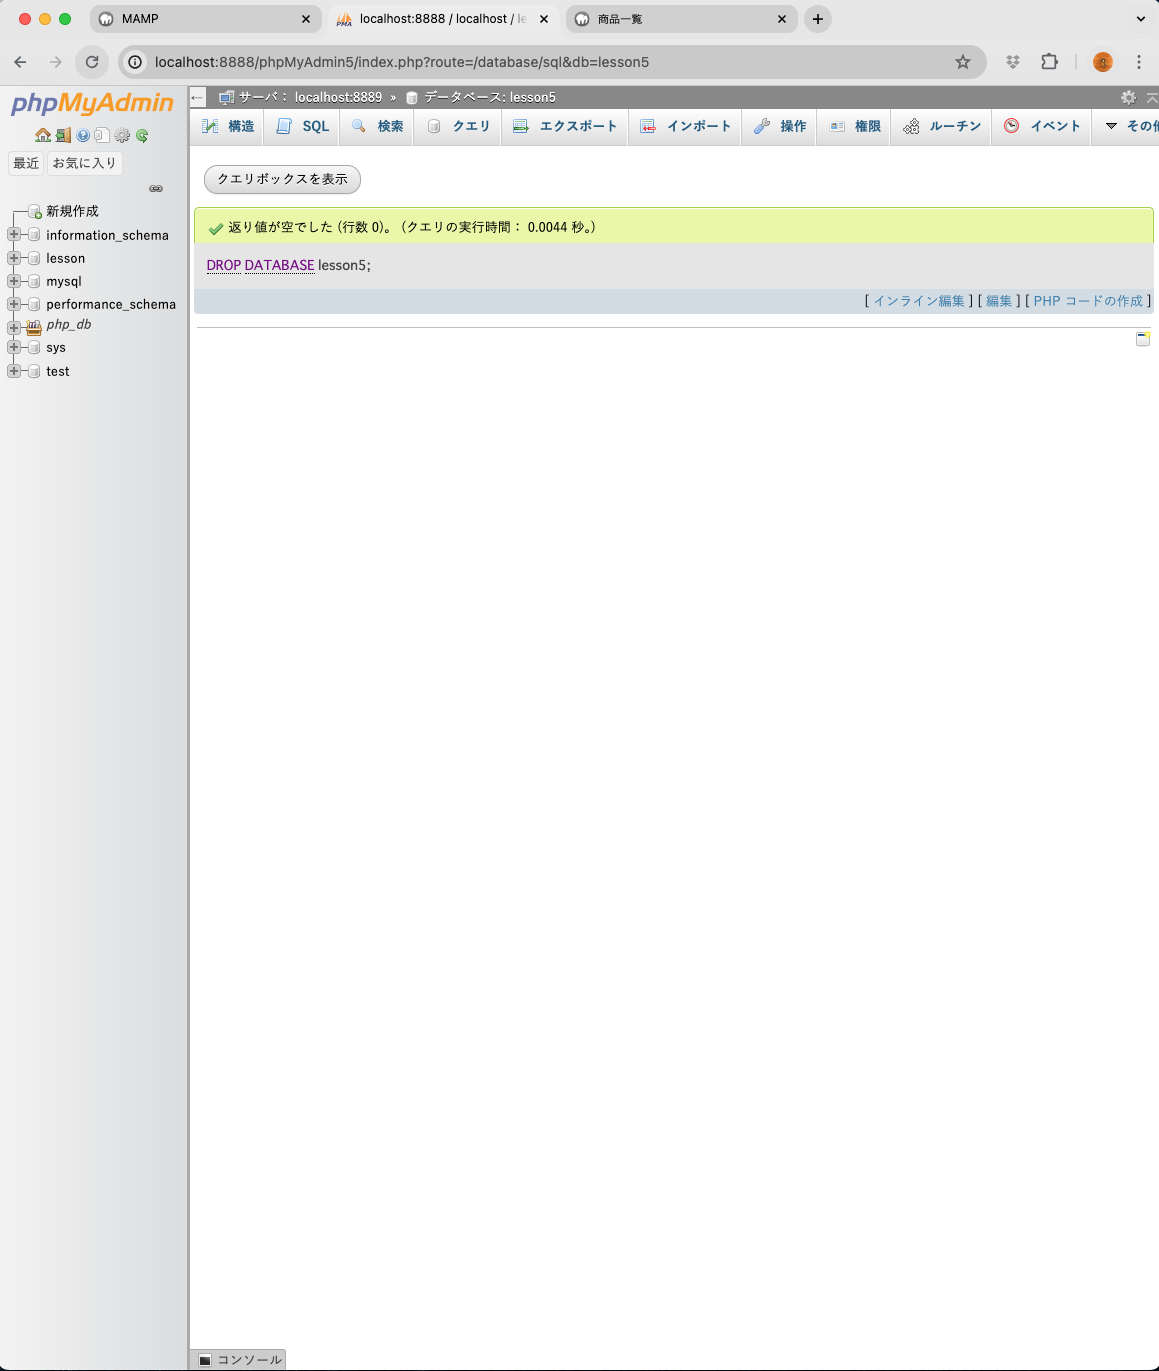 MAMP
localhost:8888 / localhost / le
商品一覧
localhost:8888/phpMyAdmin5/index.php?route=/database/sql&db=lesson5
phpMyAdmin
サーバ： localhost:8889 » データベース: lesson5
構造 SQL 検索 クエリ エクスポート インポート 操作 権限 ルーチン イベント その他
最近 お気に入り
新規作成
information_schema
lesson
mysql
performance_schema
php_db
sys
test
クエリボックスを表示
返り値が空でした (行数 0)。 (クエリの実行時間： 0.0044 秒。)
DROP DATABASE lesson5;
[ インライン編集 ] [ 編集 ] [ PHP コードの作成 ]
コンソール